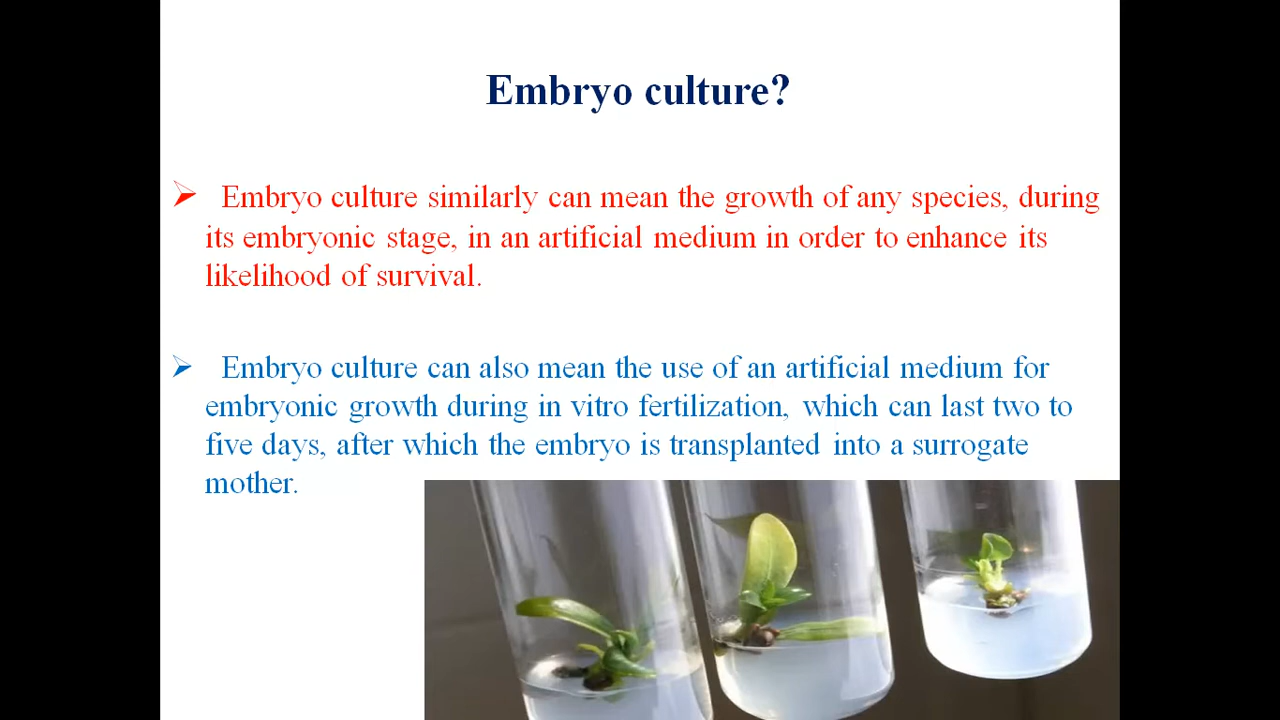 Embryo culture?
Embryo culture similarly can mean the growth of any species, during
its embryonic stage, in an artificial medium in order to enhance its
likelihood of survival.
Embryo culture can also mean the use of an artificial medium for
embryonic growth during in vitro fertilization, which can last two to
five days, after which the embryo is transplanted into a surrogate
mother.